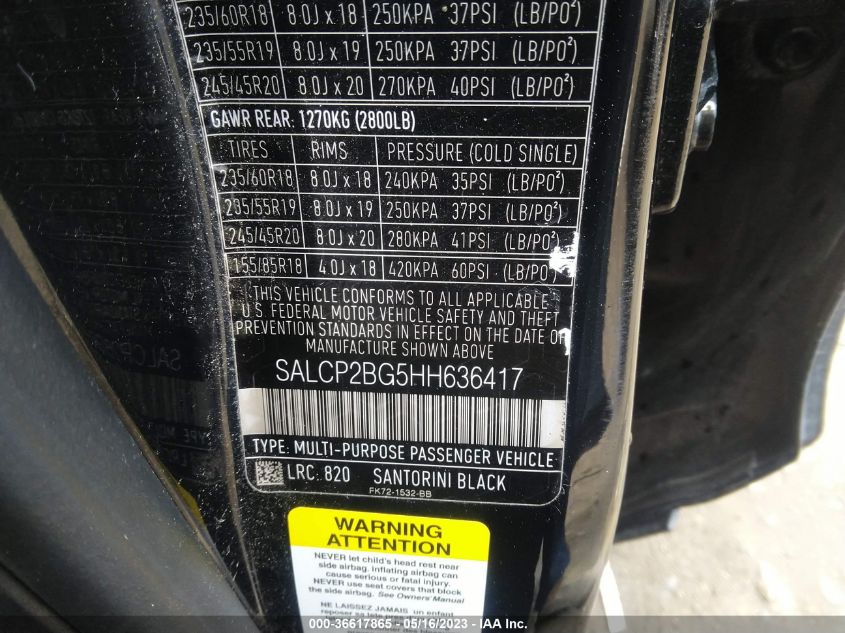 235/60R18 8.0J x 18 250KPA 37PSI (LB/PO²)
235/55R19 8.0J x 19 250KPA 37PSI (LB/PO²)
245/45R20 8.0J x 20 270KPA 40PSI (LB/PO²)
GAWR REAR: 1270KG (2800LB)
TIRES RIMS PRESSURE (COLD SINGLE)
235/60R18 8.0J x 18 240KPA 35PSI (LB/PO²)
235/55R19 8.0J x 19 250KPA 37PSI (LB/PO²)
245/45R20 8.0J x 20 280KPA 41PSI (LB/PO²)
155/85R18 4.0J x 18 420KPA 60PSI (LB/PO
THIS VEHICLE CONFORMS TO ALL APPLICABLE
U.S. FEDERAL MOTOR VEHICLE SAFETY AND THEFT
PREVENTION STANDARDS IN EFFECT ON THE DATE OF
MANUFACTURE SHOWN ABOVE
SALCP2BG5HH636417
TYPE: MULTI-PURPOSE PASSENGER VEHICLE
LRC: 820 SANTORINI BLACK
FK72-1532-BB
WARNING
ATTENTION
NEVER let child's head rest near
side airbag. Inflating airbag can
cause serious or fatal injury.
NEVER use seat covers that block
the side airbag. See Owners' Manual
NE LAISSEZ JAMAIS un enfant
000-36617865 - 05/16/2023 - IAAI.com